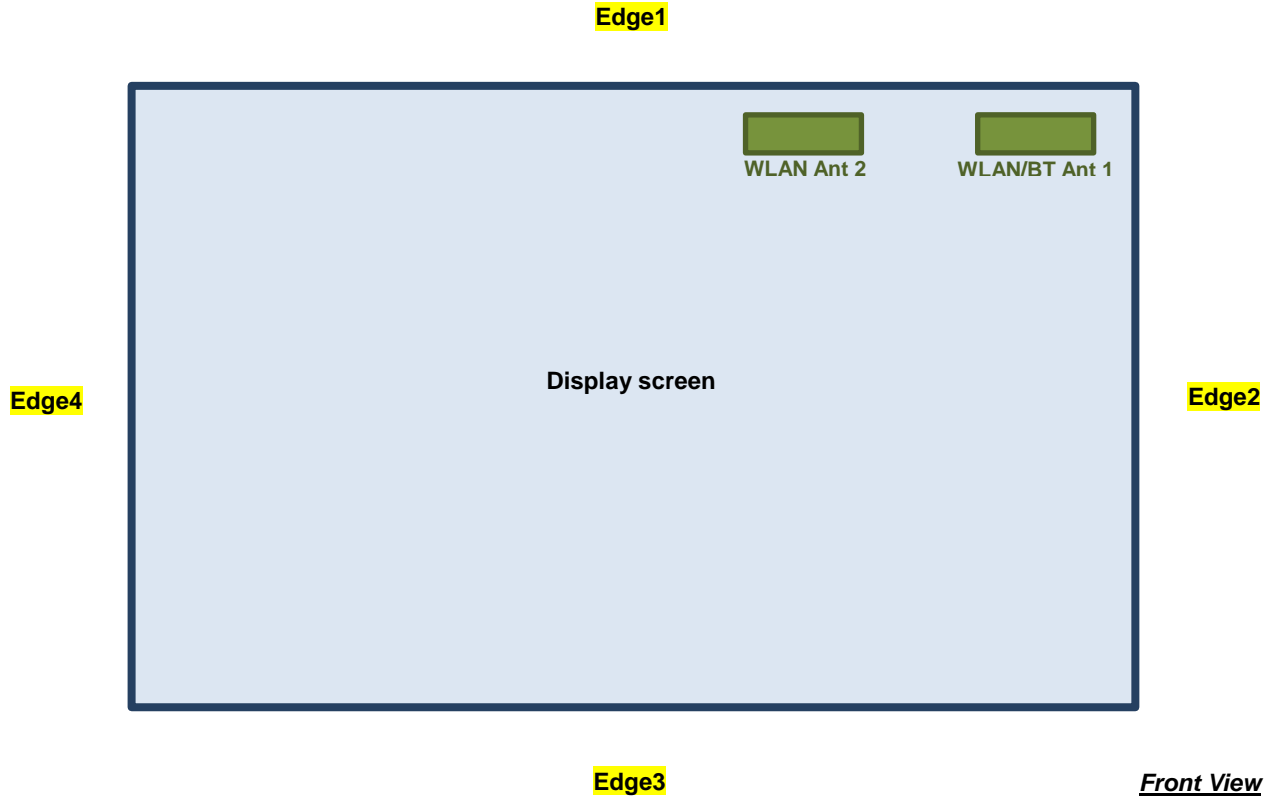 Edge1
WLAN Ant 2
WLAN/BT Ant 1
Display screen
Edge4
Edge2
Edge3
Front View